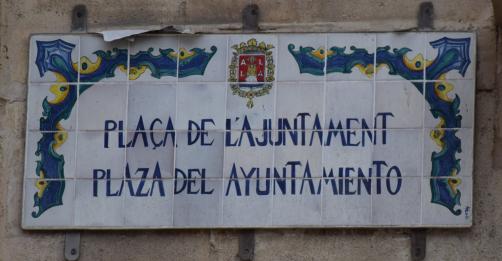 PLAÇA DE L'AJUNTAMENT
PLAZA DEL AYUNTAMIENTO